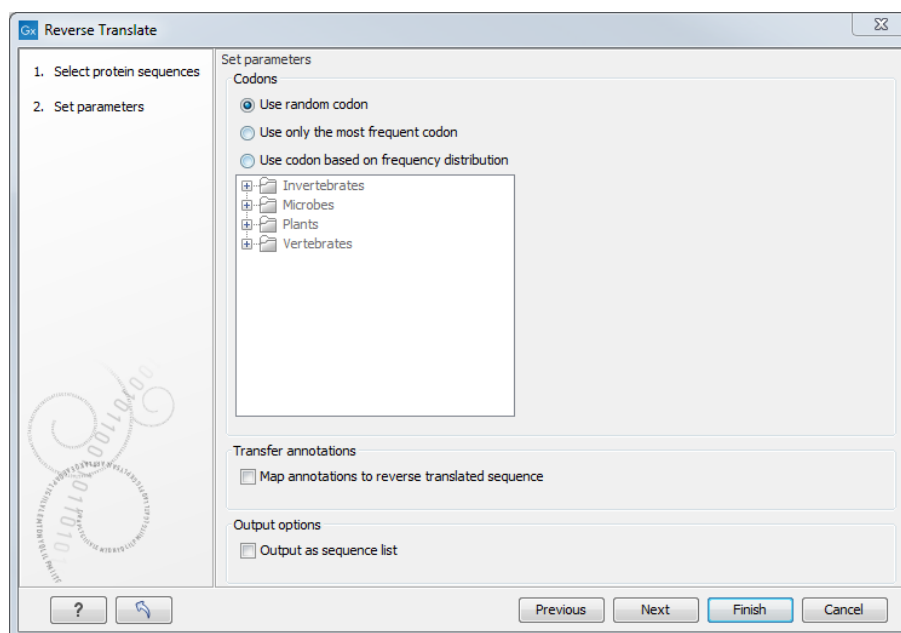 Gx Reverse Translate
1. Select protein sequences
2. Set parameters
Set parameters
Codons
Use random codon
Use only the most frequent codon
Use codon based on frequency distribution
Invertebrates
Microbes
Plants
Vertebrates
Transfer annotations
Map annotations to reverse translated sequence
Output options
Output as sequence list
? Previous Next Finish Cancel